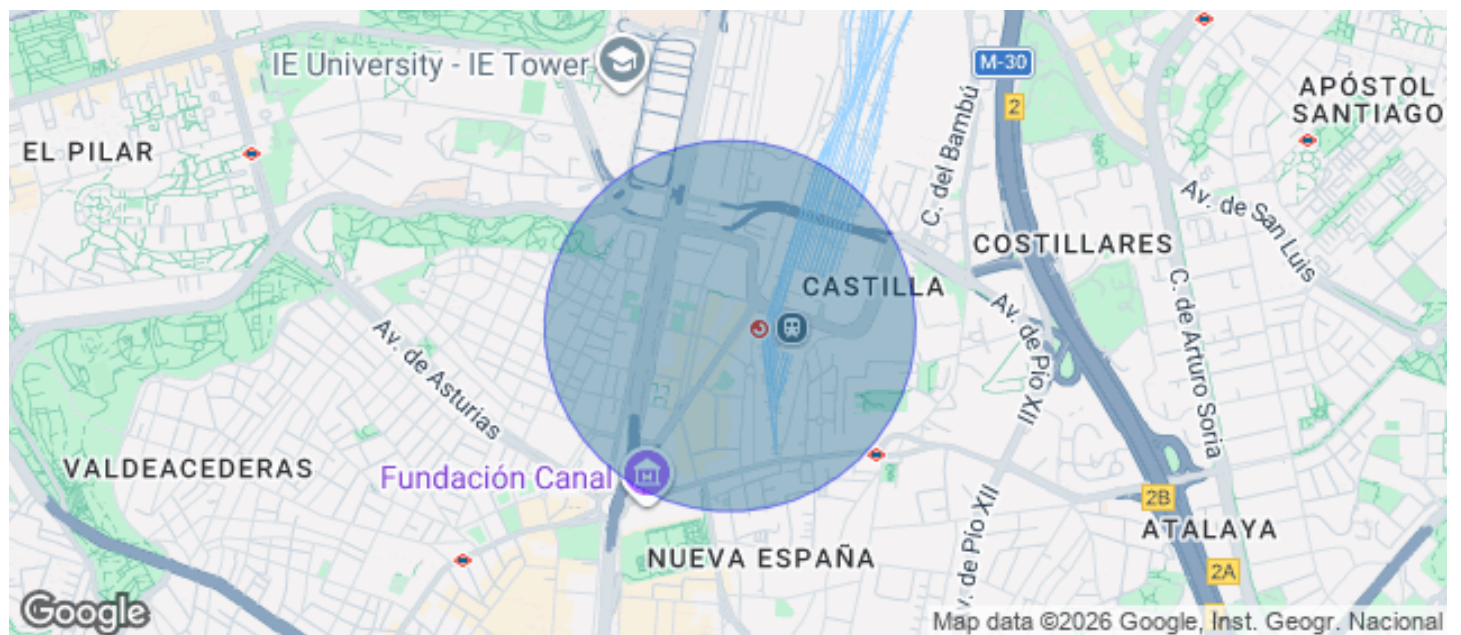 IE University - IE Tower
M-30
2
APÓSTOL
SANTIAGO
EL PILAR
C. del Bambú
Av. de San Luis
COSTILLARES
CASTILLA
C. de Arturo Soria
Av. de Asturias
Av. de Pío XII
VALDEACEDERAS
Fundación Canal
2B
ATALAYA
NUEVA ESPAÑA
v. de Pío XII
2A
2
Google
Map data ©2026 Google, Inst. Geogr. Nacional